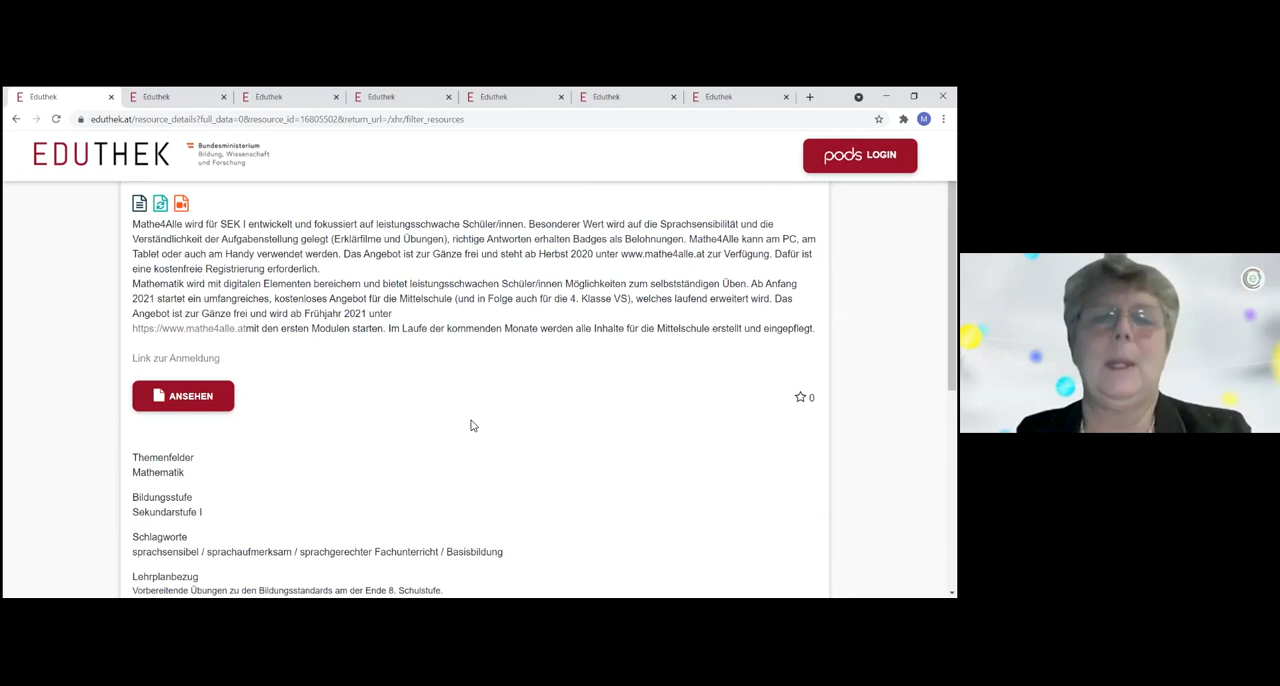 Eduthek
Eduthek
Eduthek
Eduthek
Eduthek
Eduthek
Eduthek
eduthek.at/resource_details?full_data=0&resource_id=16805502&return_url=/xhr/filter_resources
M
EDUTHEK
Bundesministerium
Bildung, Wissenschaft
und Forschung
pods LOGIN
Mathe4Alle wird für SEK I entwickelt und fokussiert auf leistungsschwache Schüler/innen. Besonderer Wert wird auf die Sprachsensibilität und die
Verständlichkeit der Aufgabenstellung gelegt (Erklärfilme und Übungen), richtige Antworten erhalten Badges als Belohnungen. Mathe4Alle kann am PC, am
Tablet oder auch am Handy verwendet werden. Das Angebot ist zur Gänze frei und steht ab Herbst 2020 unter www.mathe4alle.at zur Verfügung. Dafür ist
eine kostenfreie Registrierung erforderlich.
Mathematik wird mit digitalen Elementen bereichern und bietet leistungsschwachen Schüler/innen Möglichkeiten zum selbstständigen Üben. Ab Anfang
2021 startet ein umfangreiches, kostenloses Angebot für die Mittelschule (und in Folge auch für die 4. Klasse VS), welches laufend erweitert wird. Das
Angebot ist zur Gänze frei und wird ab Frühjahr 2021 unter
https://www.mathe4alle.atmit den ersten Modulen starten. Im Laufe der kommenden Monate werden alle Inhalte für die Mittelschule erstellt und eingepflegt.
Link zur Anmeldung
ANSEHEN
0
Themenfelder
Mathematik
Bildungsstufe
Sekundarstufe I
Schlagworte
sprachsensibel / sprachaufmerksam / sprachgerechter Fachunterricht / Basisbildung
Lehrplanbezug
Vorbereitende Übungen zu den Bildungsstandards am der Ende 8. Schulstufe.
e